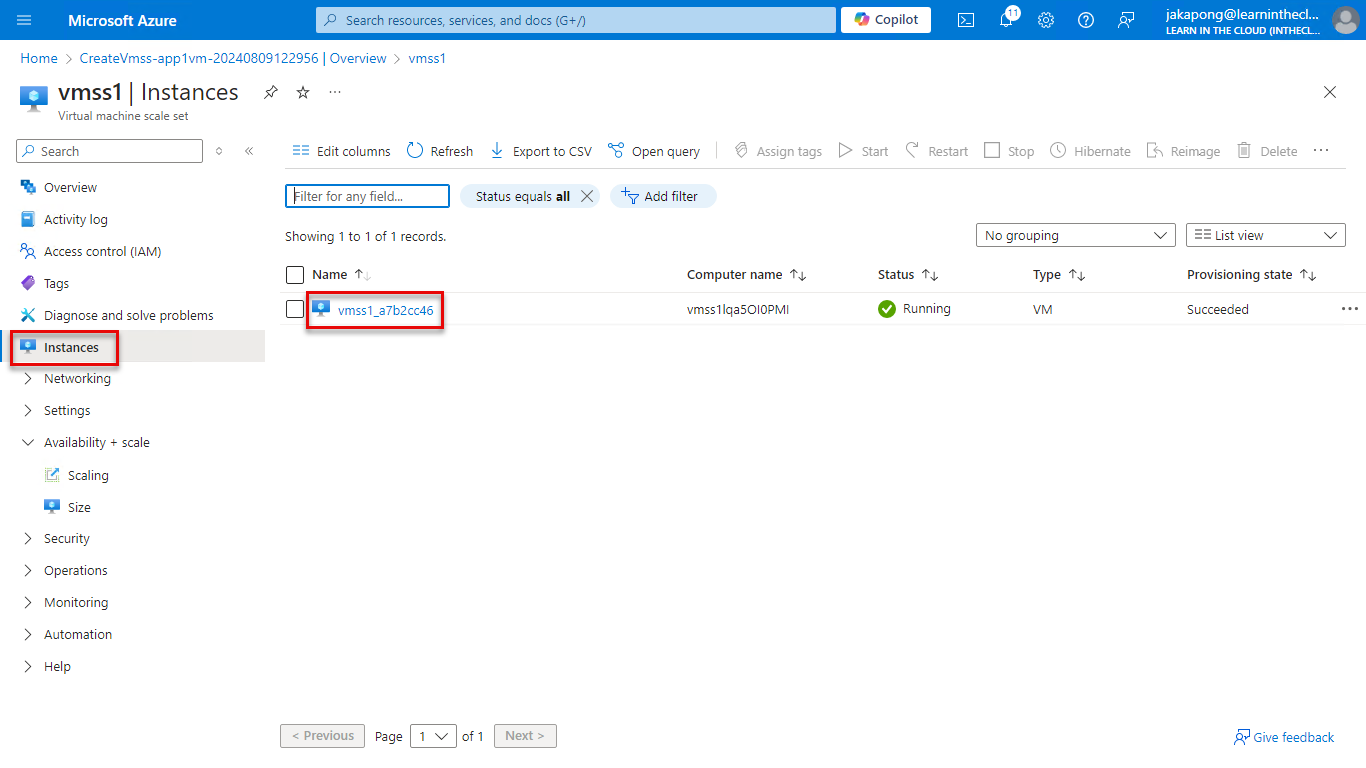 Microsoft Azure
Search resources, services, and docs (G+/)
Copilot
11
jakapong@learninthecl...
LEARN IN THE CLOUD (INTHECL...
Home > CreateVmss-app1vm-20240809122956 | Overview > vmss1
vmss1 | Instances
Virtual machine scale set
Search
Edit columns Refresh Export to CSV Open query Assign tags Start Restart Stop Hibernate Reimage Delete
Overview
Activity log
Access control (IAM)
Tags
Diagnose and solve problems
Instances
Networking
Settings
Availability + scale
Scaling
Size
Security
Operations
Monitoring
Automation
Help
Filter for any field... Status equals all Add filter
Showing 1 to 1 of 1 records. No grouping List view
Name Computer name Status Type Provisioning state
vmss1_a7b2cc46 vmss1lqa5OI0PMI Running VM Succeeded
< Previous Page 1 of 1 Next > Give feedback